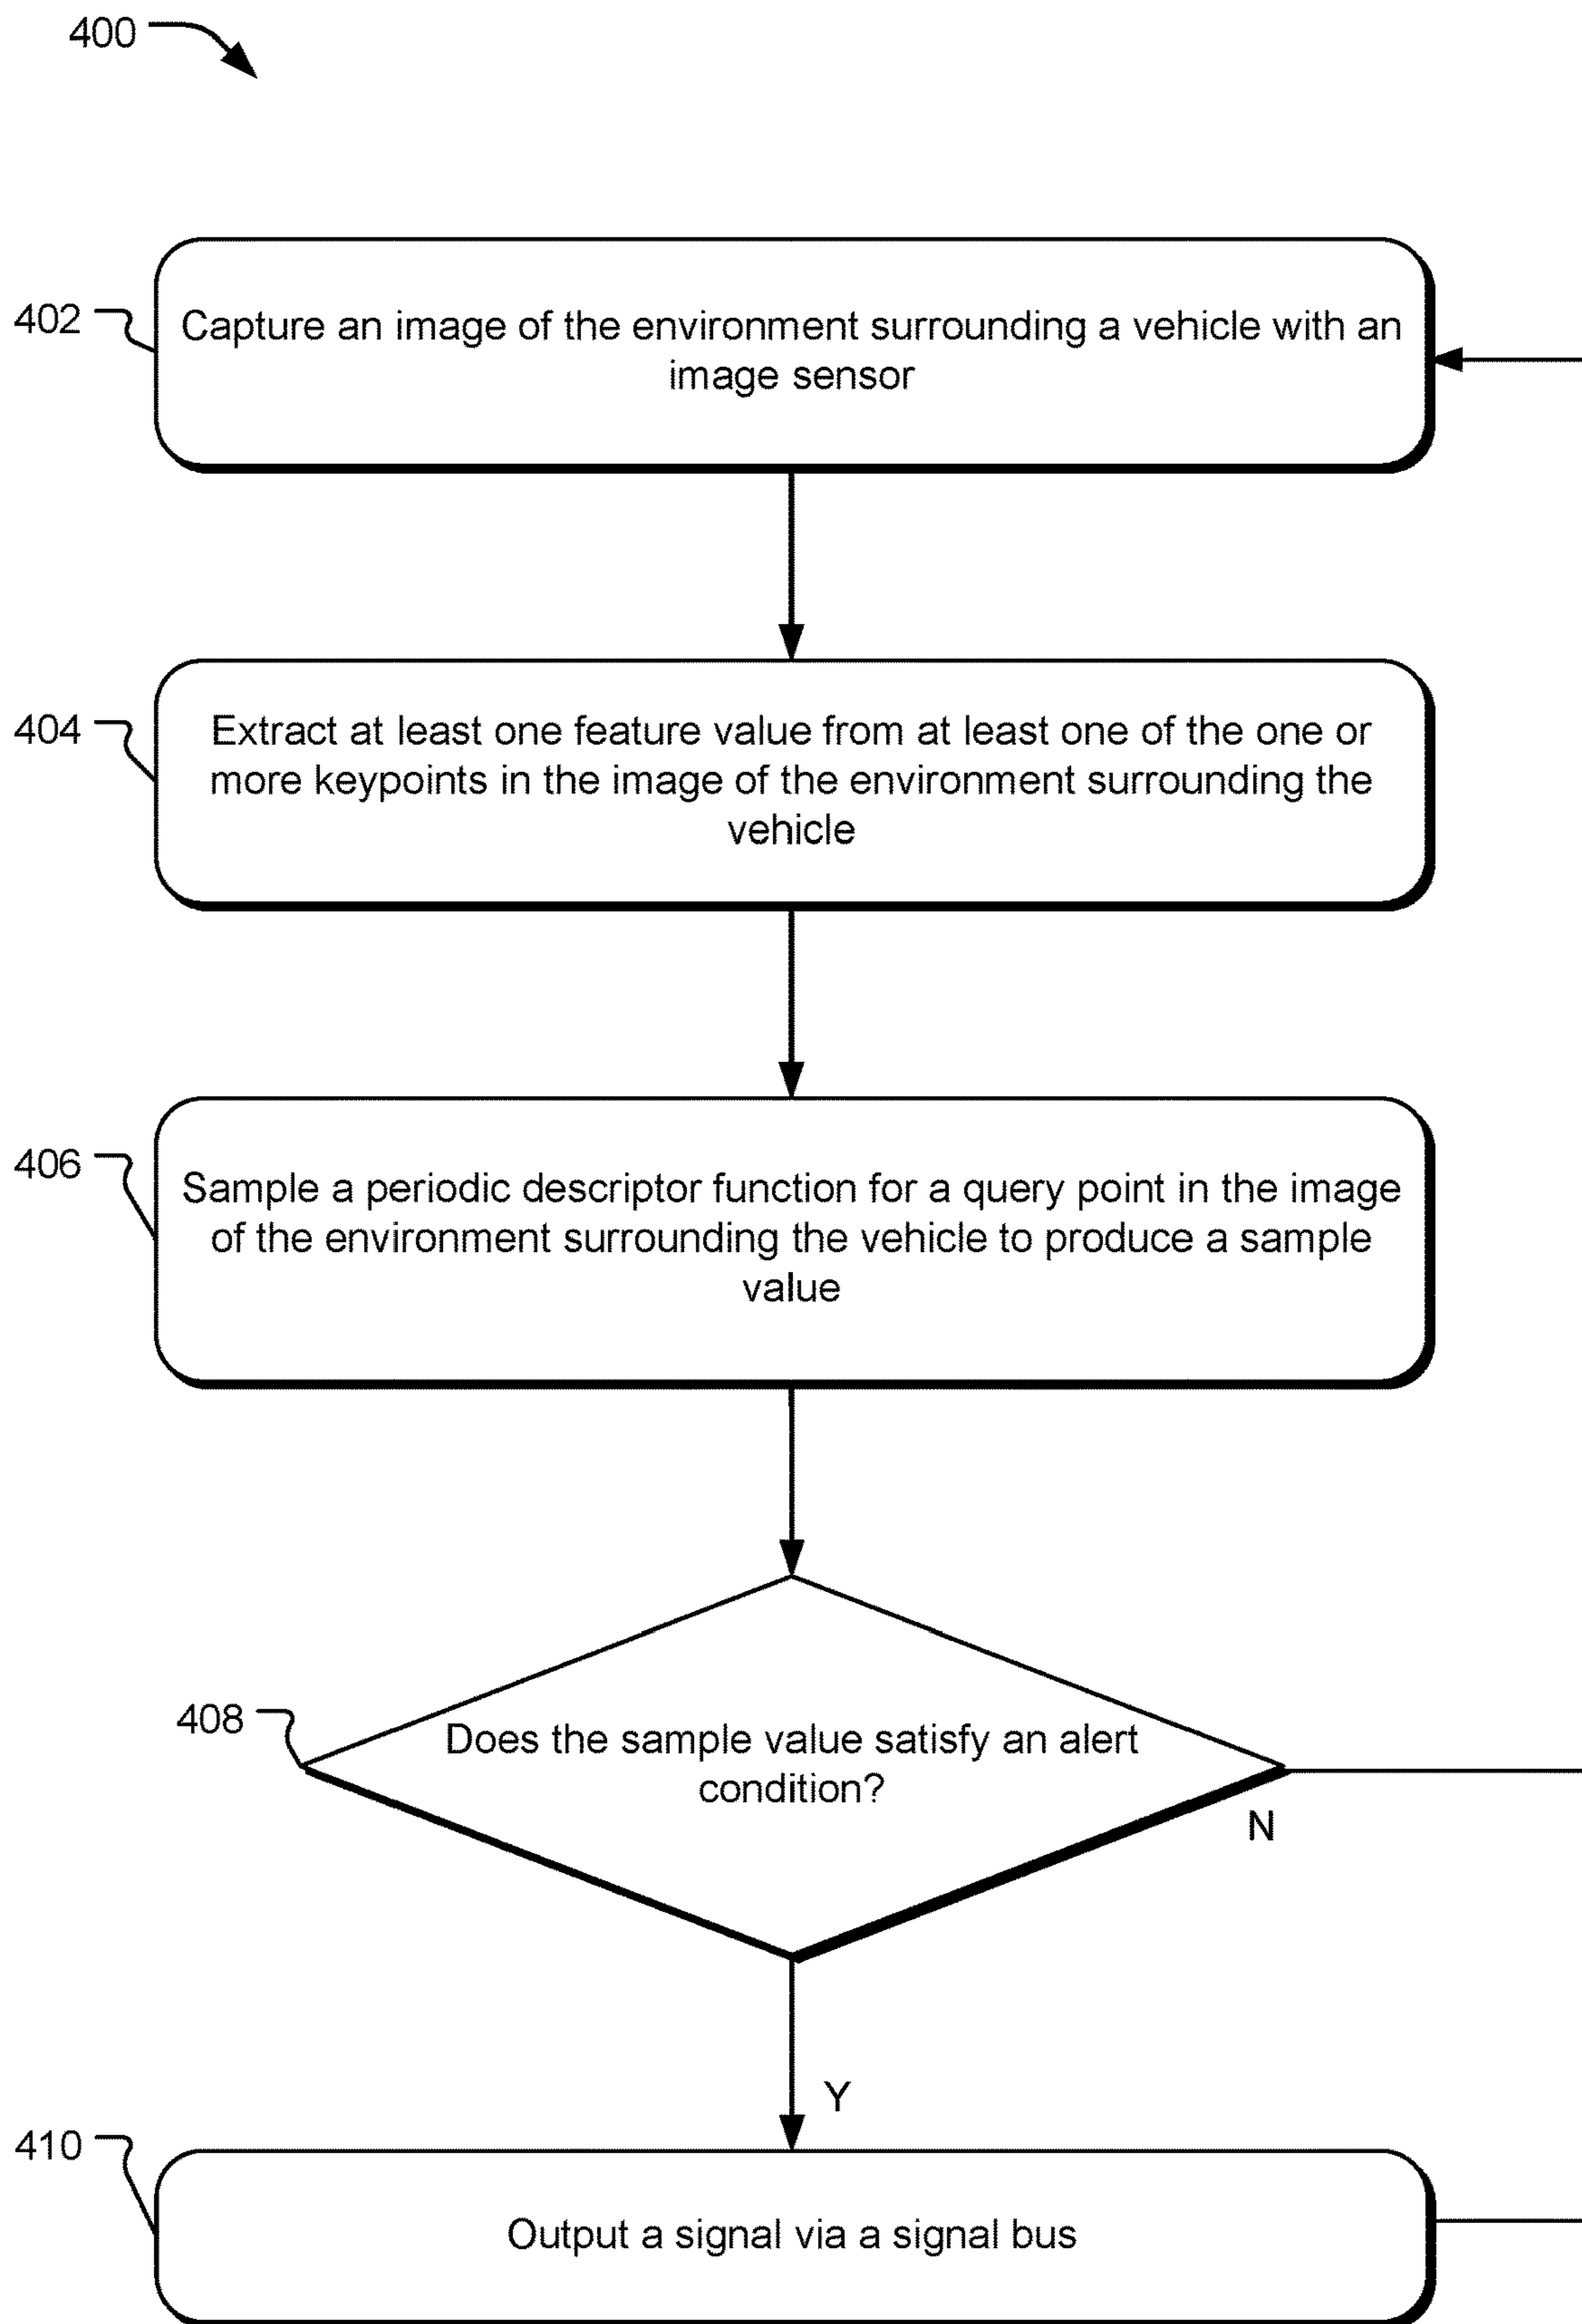 400
402
Capture an image of the environment surrounding a vehicle with an
image sensor
404
Extract at least one feature value from at least one of the one or
more keypoints in the image of the environment surrounding the
vehicle
406
Sample a periodic descriptor function for a query point in the image
of the environment surrounding the vehicle to produce a sample
value
408
Does the sample value satisfy an alert
condition?
N
Y
410
Output a signal via a signal bus